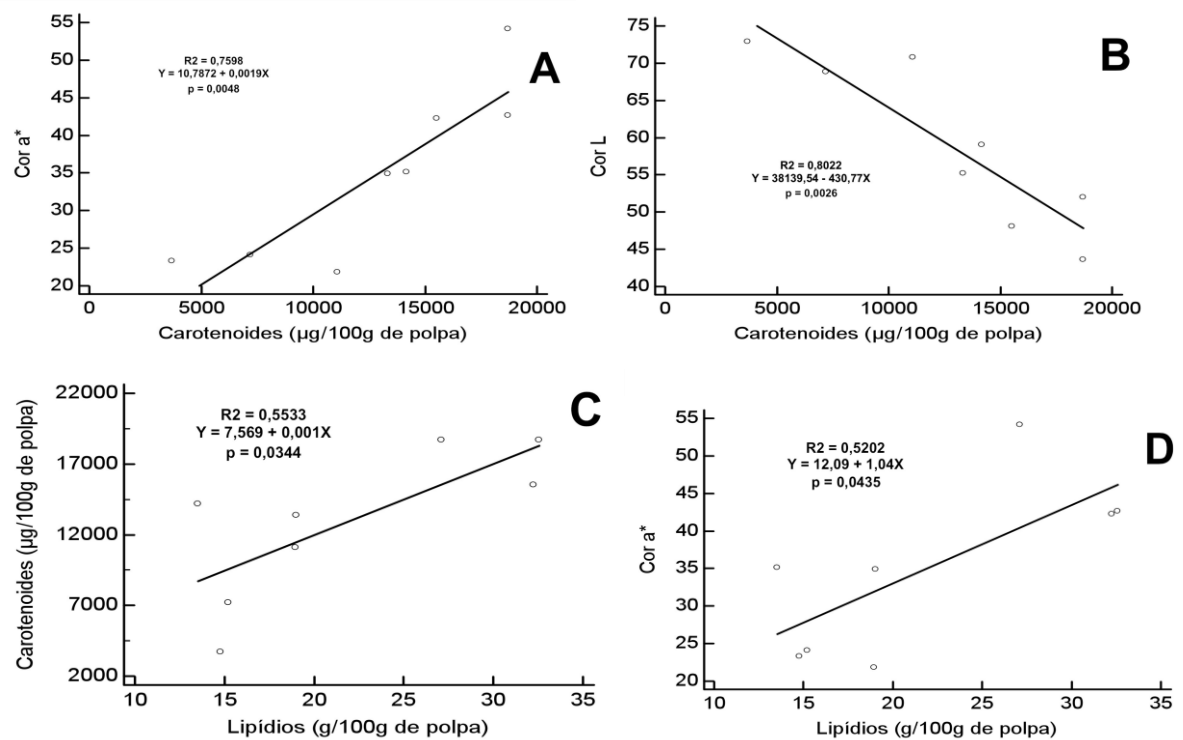 55
50
45
40
35
30
25
20
Cor a*
R2 = 0,7598
Y = 10,7872 + 0,0019X
p = 0,0048
A
0 5000 10000 15000 20000
Carotenoides (µg/100g de polpa)
75
70
65
60
55
50
45
40
Cor L
B
R2 = 0,8022
Y = 38139,54 - 430,77X
p = 0,0026
0 5000 10000 15000 20000
Carotenoides (µg/100g de polpa)
22000
17000
12000
7000
2000
Carotenoides (µg/100g de polpa)
R2 = 0,5533
Y = 7,569 + 0,001X
p = 0,0344
C
10 15 20 25 30 35
Lipídios (g/100g de polpa)
55
50
45
40
35
30
25
20
Cor a*
R2 = 0,5202
Y = 12,09 + 1,04X
p = 0,0435
D
10 15 20 25 30 35
Lipídios (g/100g de polpa)